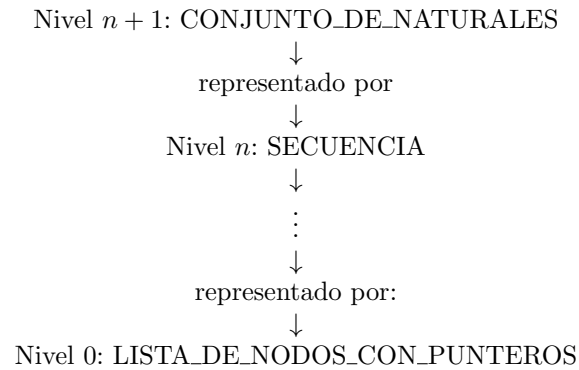 Nivel n + 1: CONJUNTO_DE_NATURALES
↓
representado por
↓
Nivel n: SECUENCIA
↓
⋮
↓
representado por:
↓
Nivel 0: LISTA_DE_NODOS_CON_PUNTEROS